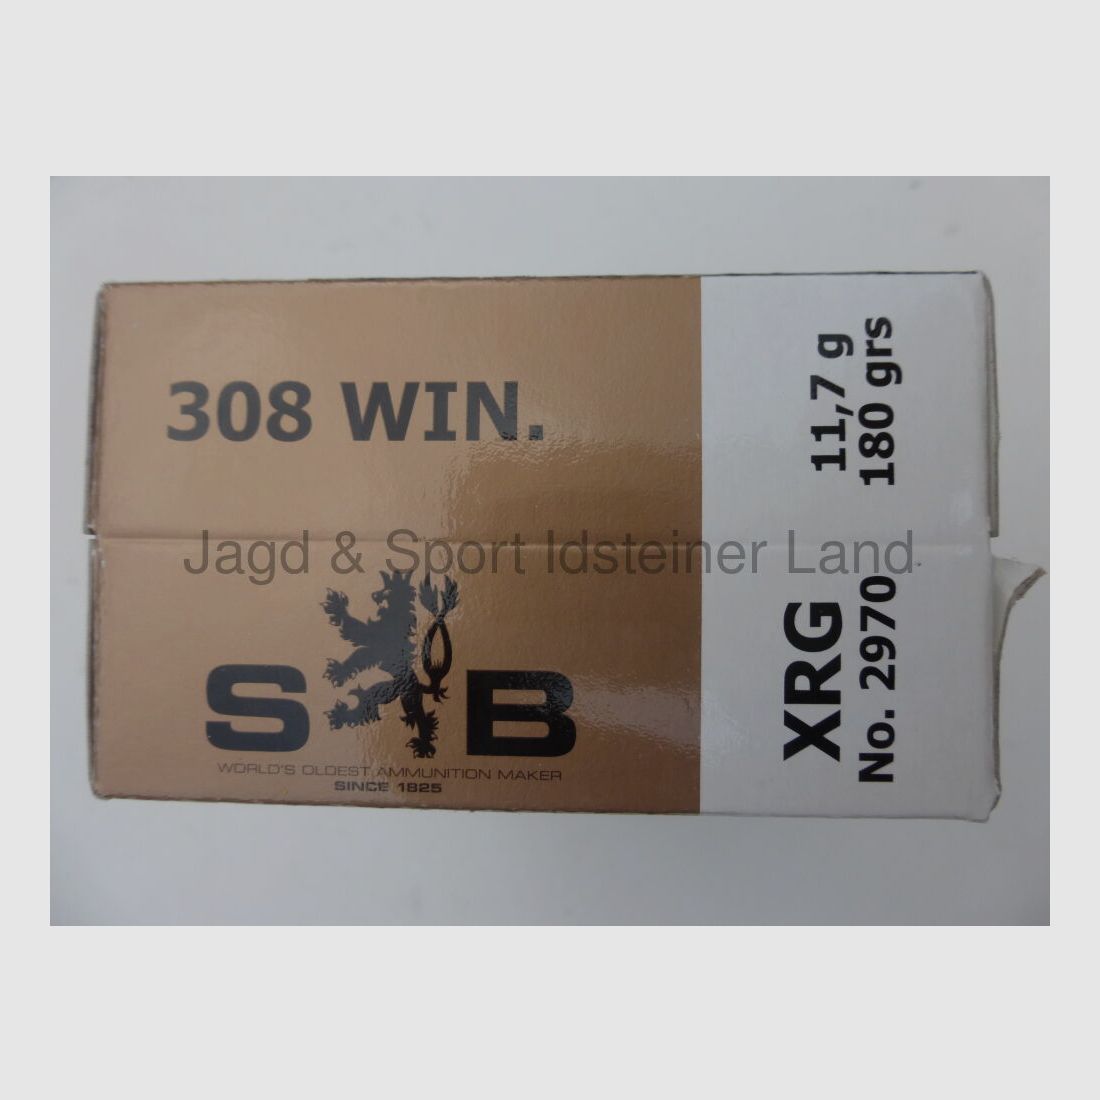 308 WIN.
11,7 g
180 grs
Jagd & Sport Idsteiner Land
XRG
No. 2970
S B
WORLD'S OLDEST AMMUNITION MAKER
SINCE 1825